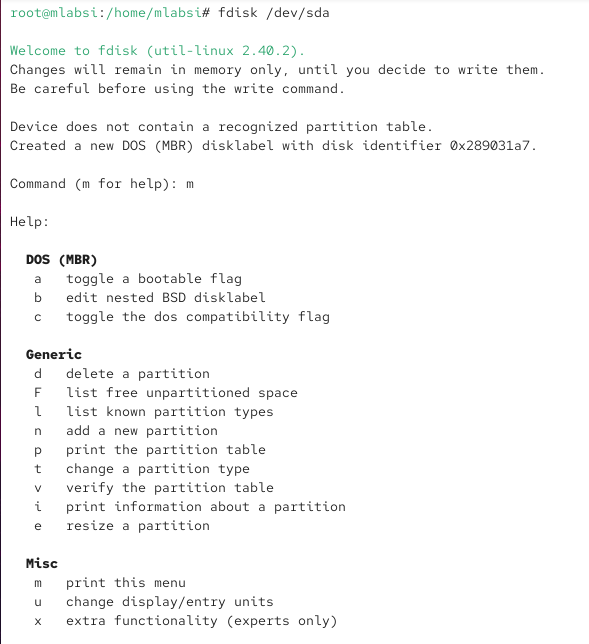 root@mlabsi:/home/mlabsi# fdisk /dev/sda
Welcome to fdisk (util-linux 2.40.2).
Changes will remain in memory only, until you decide to write them.
Be careful before using the write command.
Device does not contain a recognized partition table.
Created a new DOS (MBR) disklabel with disk identifier 0x289031a7.
Command (m for help): m
Help:
DOS (MBR)
a toggle a bootable flag
b edit nested BSD disklabel
c toggle the dos compatibility flag
Generic
d delete a partition
F list free unpartitioned space
l list known partition types
n add a new partition
p print the partition table
t change a partition type
v verify the partition table
i print information about a partition
e resize a partition
Misc
m print this menu
u change display/entry units
x extra functionality (experts only)